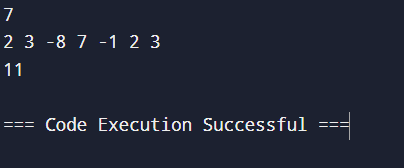 7
2 3 -8 7 -1 2 3
11
=== Code Execution Successful ===